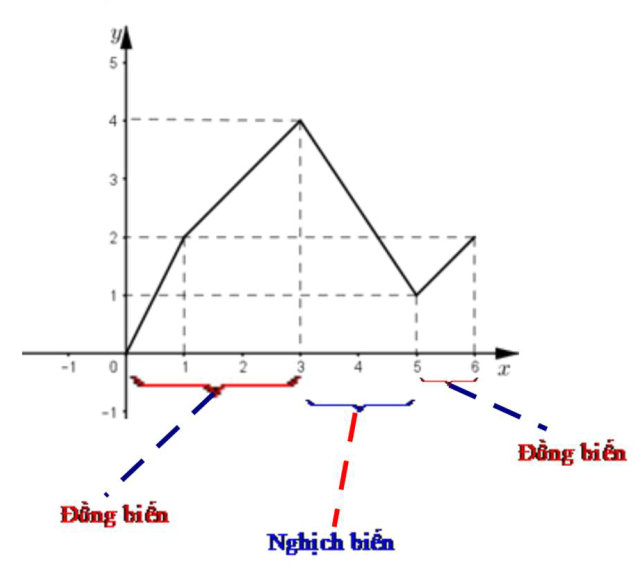 y
5
4
3
2
1
-1 0 1 2 3 4 5 6 x
-1
Đồng biến
Đồng biến
Nghịch biến